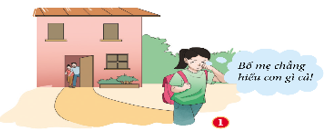 Bố mẹ chẳng
hiểu con gì cả!
1